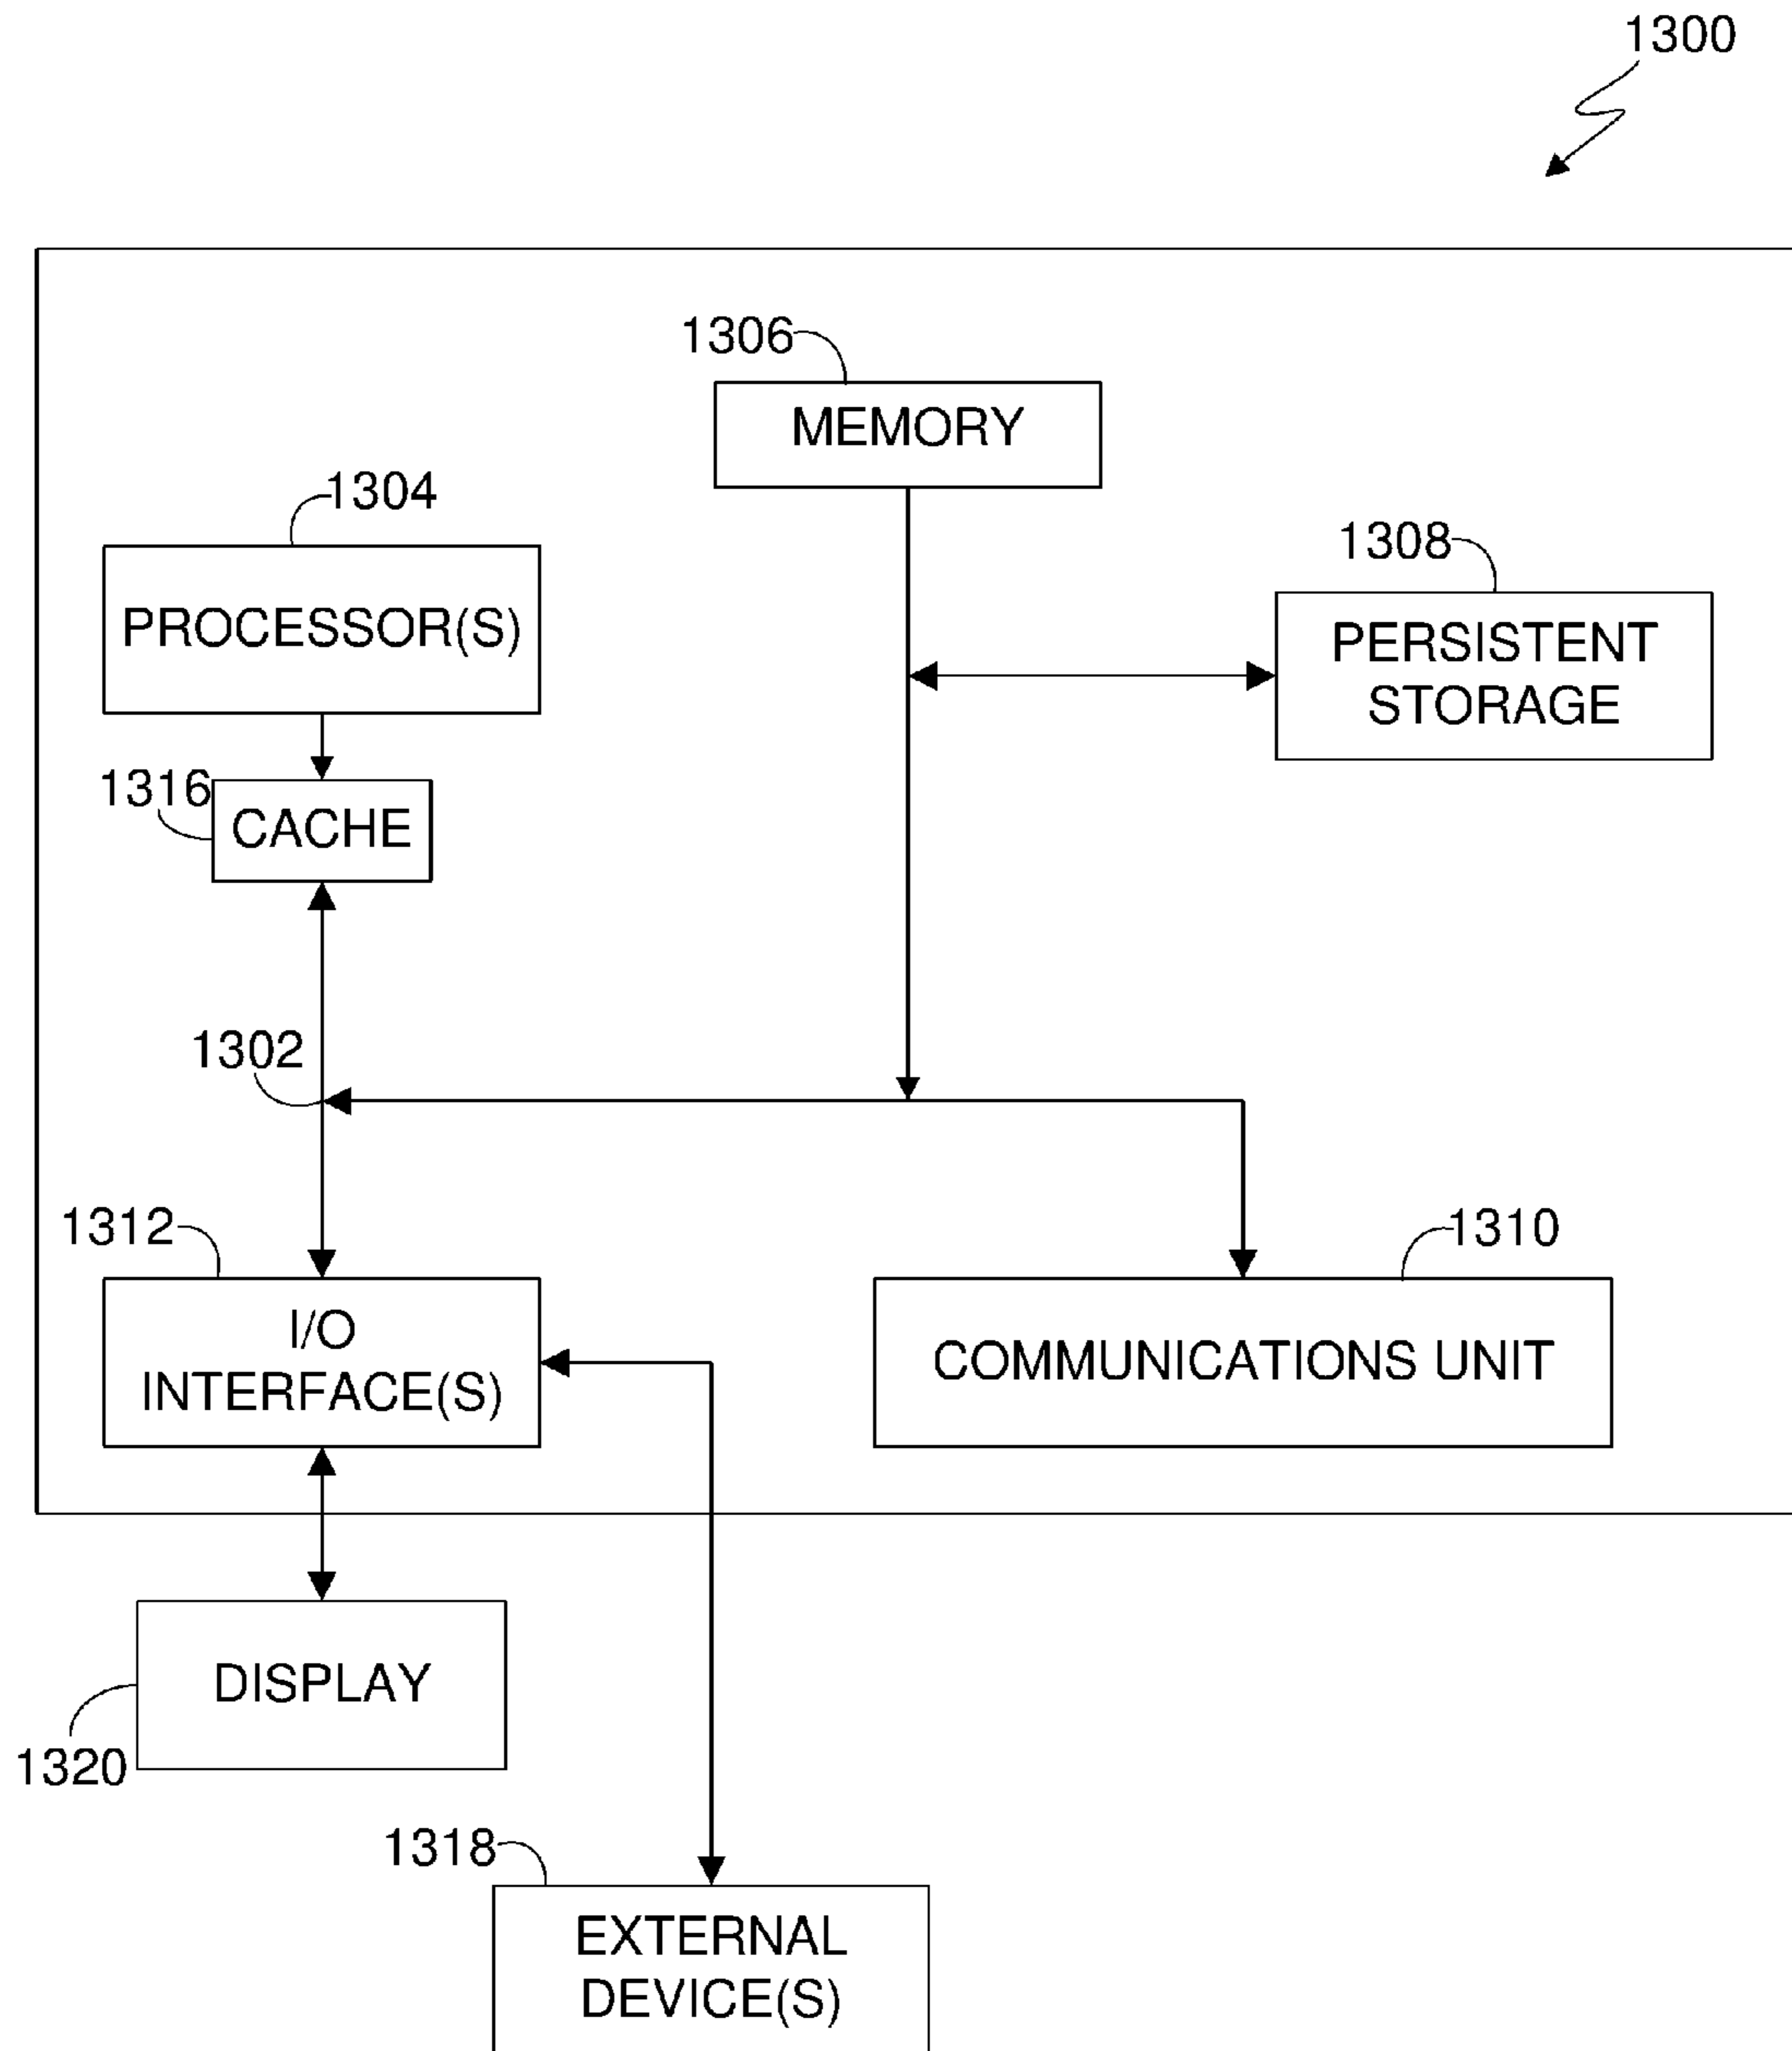 1300
1306
MEMORY
1304
PROCESSOR(S)
1308
PERSISTENT
STORAGE
1316
CACHE
1302
1312
I/O
INTERFACE(S)
1310
COMMUNICATIONS UNIT
DISPLAY
1320
1318
EXTERNAL
DEVICE(S)